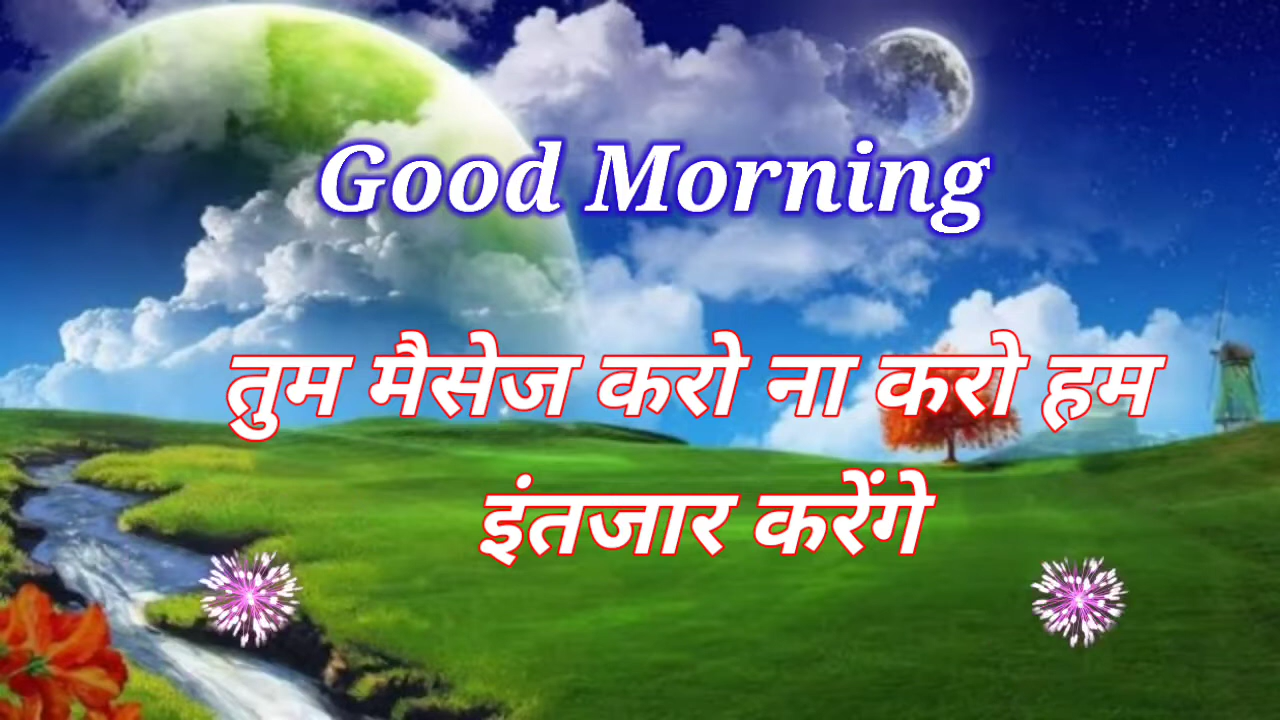 Good Morning
तुम मैसेज करो ना करो हम
इंतजार करेंगे